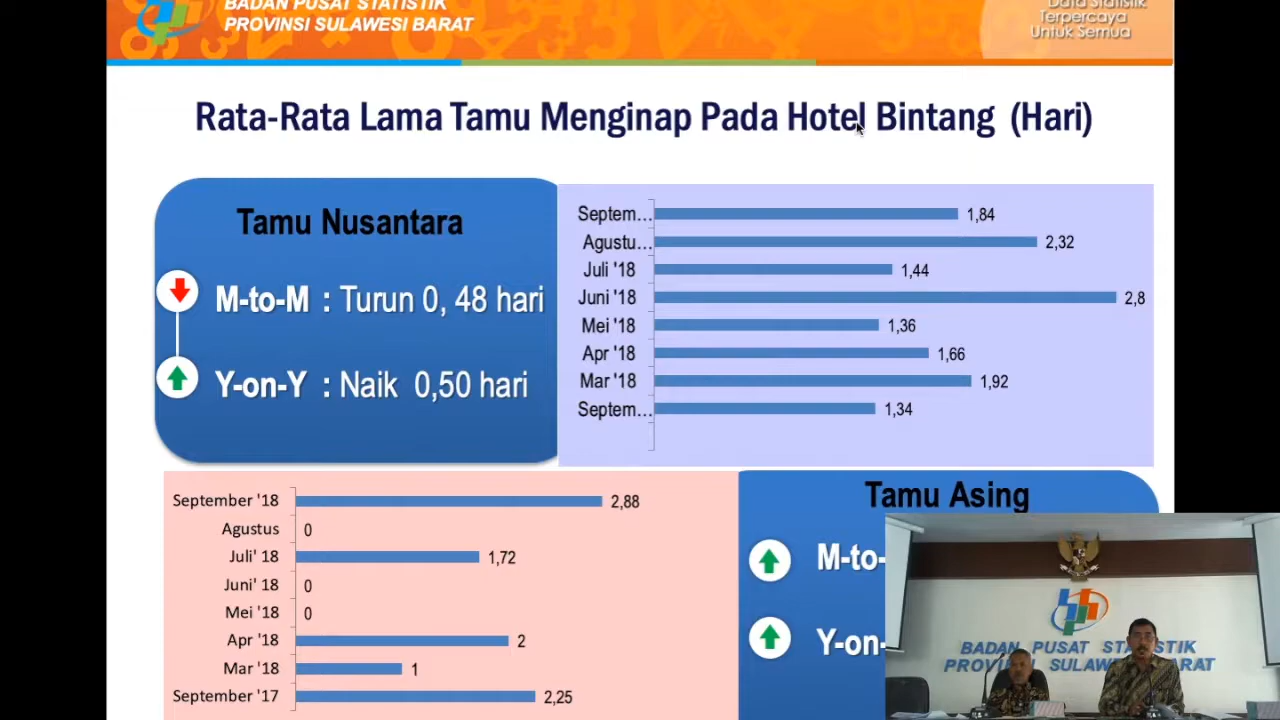 BADAN PUSAT STATISTIK
PROVINSI SULAWESI BARAT
Data Statistik
Terpercaya
Untuk Semua
Rata-Rata Lama Tamu Menginap Pada Hotel Bintang (Hari)
Tamu Nusantara
M-to-M : Turun 0, 48 hari
Y-on-Y : Naik 0,50 hari
Septem... 1,84
Agustu... 2,32
Juli '18 1,44
Juni '18 2,8
Mei '18 1,36
Apr '18 1,66
Mar '18 1,92
Septem... 1,34
September '18 2,88
Agustus 0
Juli' 18 1,72
Juni' 18 0
Mei '18 0
Apr '18 2
Mar '18 1
September '17 2,25
Tamu Asing
M-to-
Y-on-
BADAN PUSAT STATISTIK
PROVINSI SULAWESI BARAT